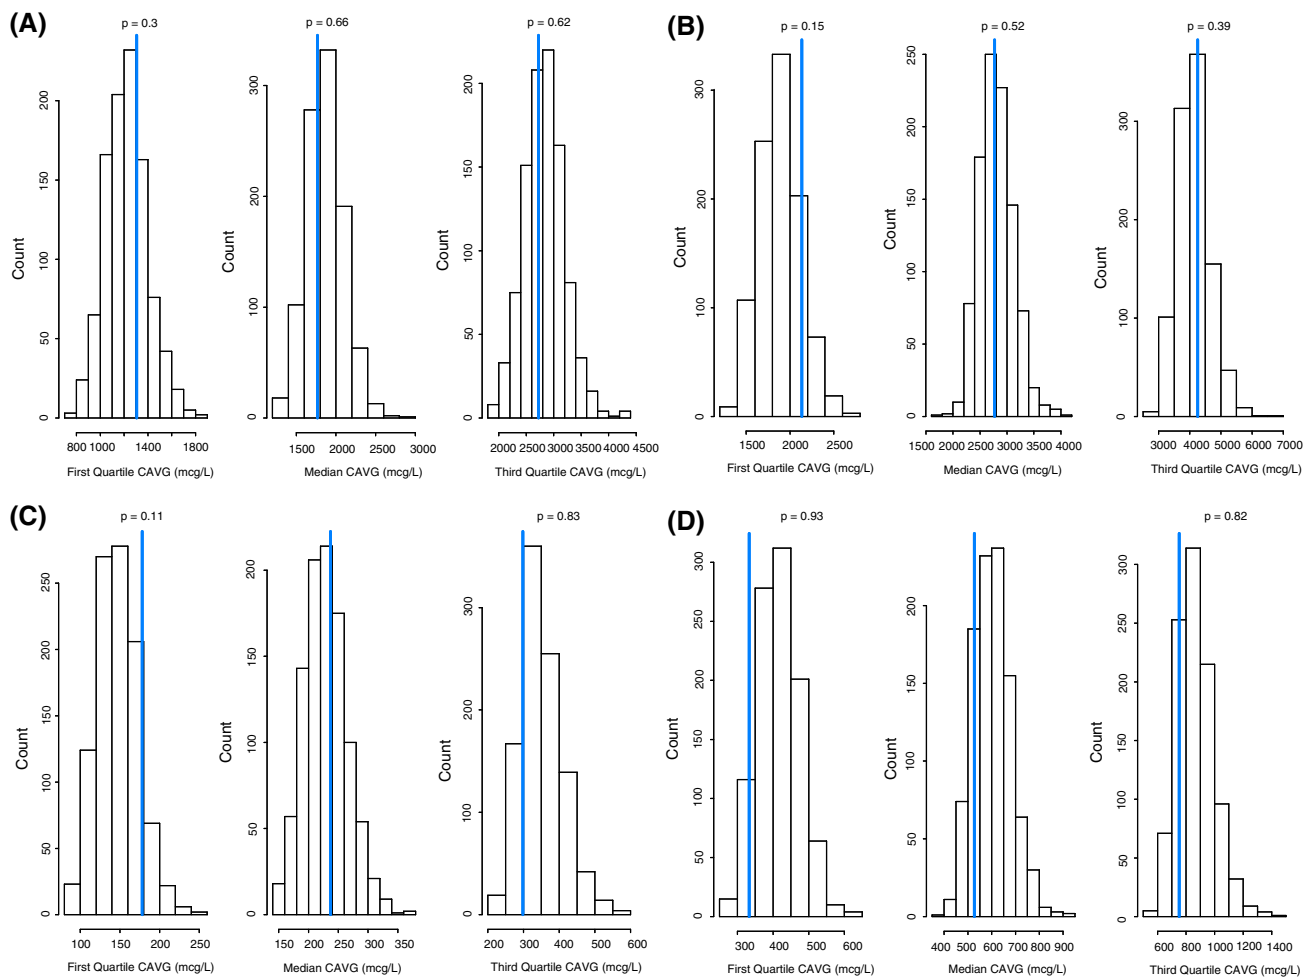 (A)
p = 0.3
p = 0.66
p = 0.62
Count
0 50 100 150 200
800 1000 1400 1800
First Quartile CAVG (mcg/L)
Count
0 100 200 300
1500 2000 2500 3000
Median CAVG (mcg/L)
Count
0 50 100 150 200
2000 3000 4000 4500
Third Quartile CAVG (mcg/L)
(B)
p = 0.15
p = 0.52
p = 0.39
Count
0 100 200 300
1500 2000 2500
First Quartile CAVG (mcg/L)
Count
0 50 100 150 200 250
1500 2000 2500 3000 3500 4200
Median CAVG (mcg/L)
Count
0 100 200 300
3000 4000 5000 6000 7000
Third Quartile CAVG (mcg/L)
(C)
p = 0.11
p = 0.83
Count
0 50 100 150 200 250
100 150 200 250
First Quartile CAVG (mcg/L)
Count
0 50 100 150 200
150 200 250 300 350
Median CAVG (mcg/L)
Count
0 100 200 300
200 300 400 500 600
Third Quartile CAVG (mcg/L)
(D)
p = 0.93
p = 0.82
Count
0 50 100 150 200 250 300
300 400 500 600
First Quartile CAVG (mcg/L)
Count
0 50 100 150 200
400 500 600 700 800 900
Median CAVG (mcg/L)
Count
0 50 100 150 200 250 300
600 800 1000 1200 1400
Third Quartile CAVG (mcg/L)